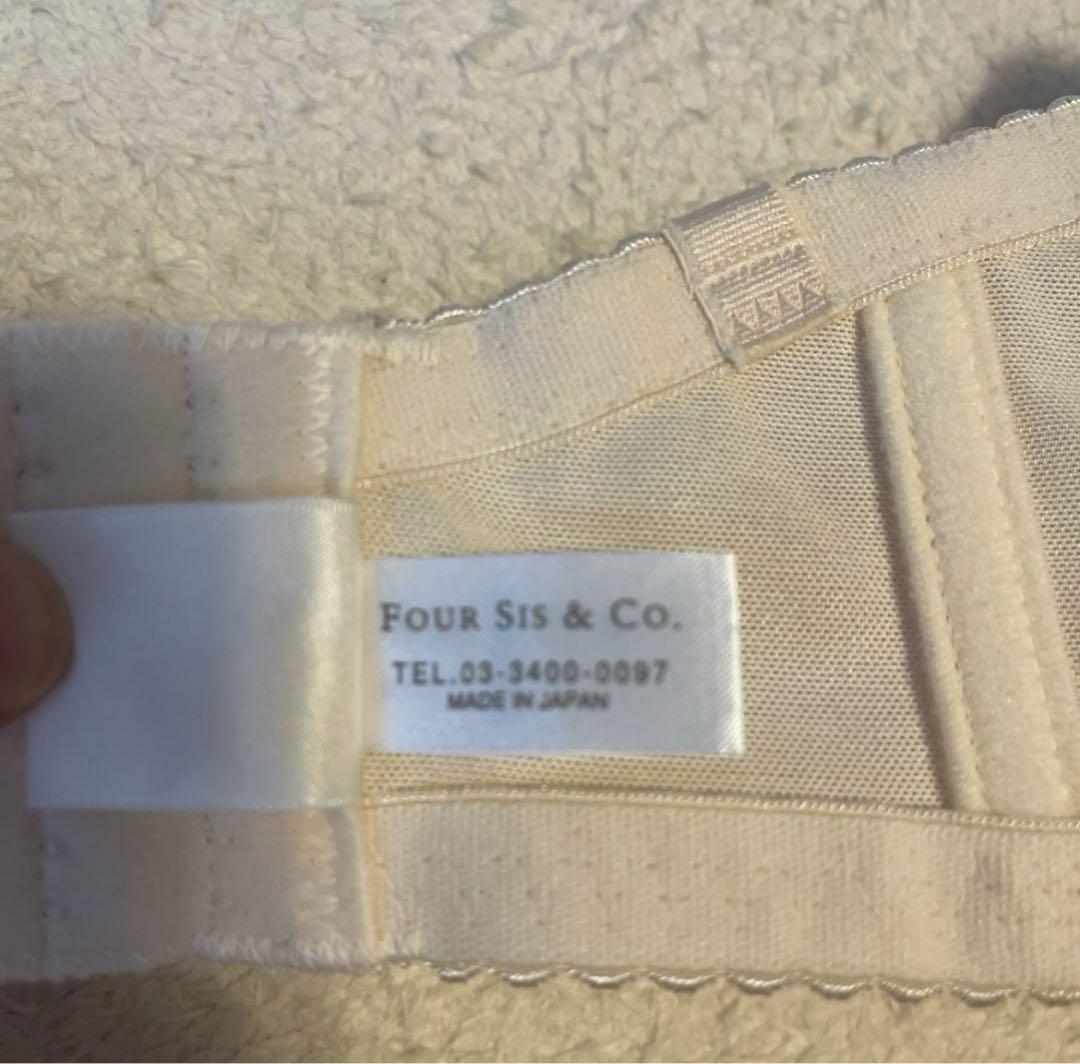 FOUR SIS & CO.
TEL.03-3400-0097
MADE IN JAPAN